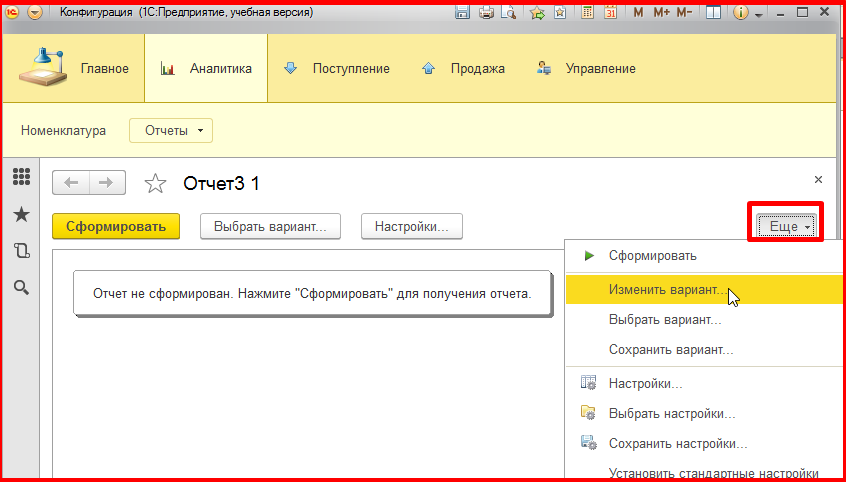 Конфигурация (1С:Предприятие, учебная версия)
M M+ M-
31
Главное Аналитика Поступление Продажа Управление
Номенклатура Отчеты
Отчет3 1
Сформировать Выбрать вариант... Настройки... Еще
Отчет не сформирован. Нажмите "Сформировать" для получения отчета.
Сформировать
Изменить вариант...
Выбрать вариант...
Сохранить вариант...
Настройки...
Выбрать настройки...
Сохранить настройки...
Установить стандартные настройки